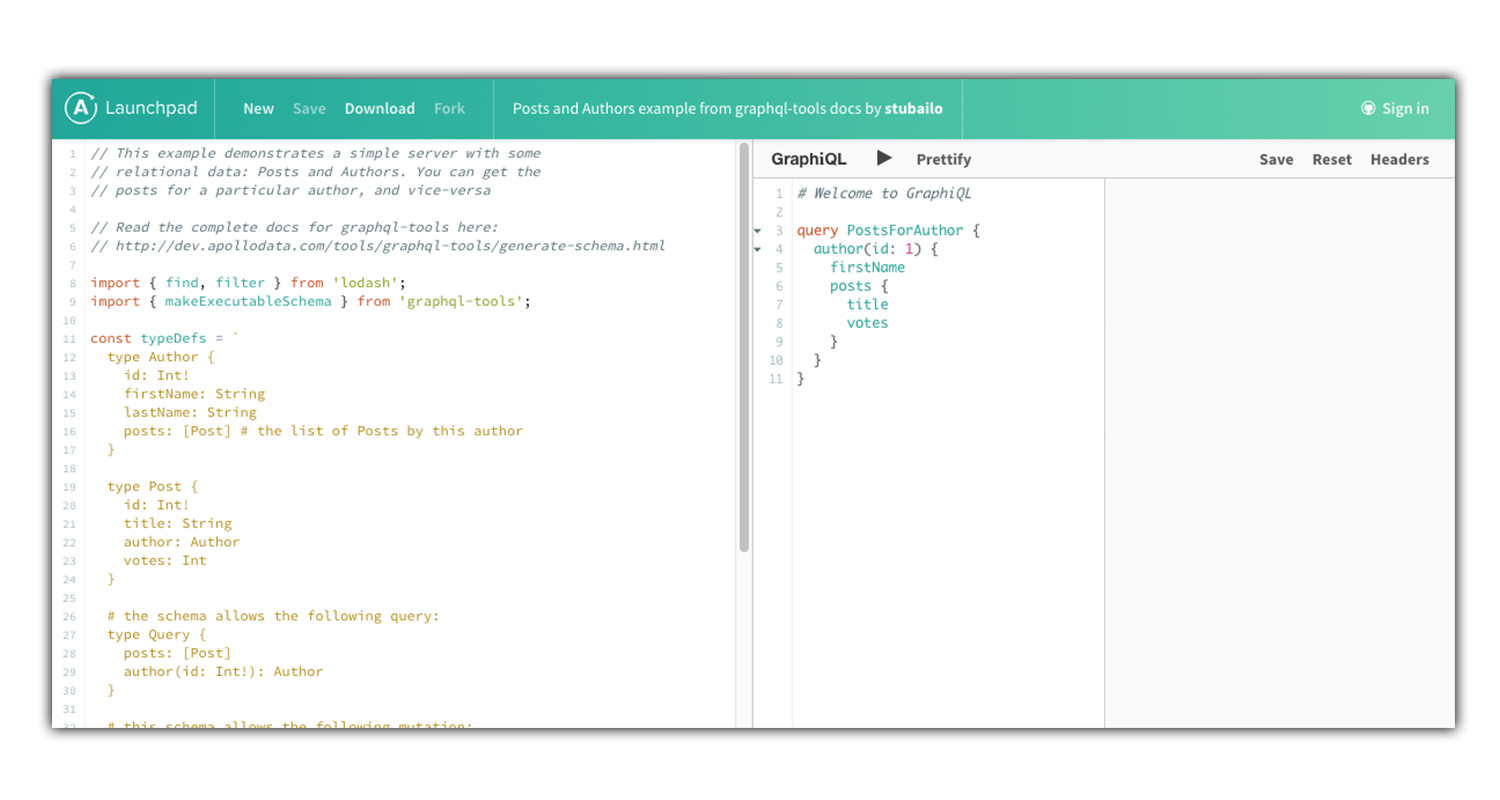 A Launchpad New Save Download Fork Posts and Authors example from graphql-tools docs by stubailo Sign in
1 // This example demonstrates a simple server with some
2 // relational data: Posts and Authors. You can get the
3 // posts for a particular author, and vice-versa
4
5 // Read the complete docs for graphql-tools here:
6 // http://dev.apollodata.com/tools/graphql-tools/generate-schema.html
7
8 import { find, filter } from 'lodash';
9 import { makeExecutableSchema } from 'graphql-tools';
10
11 const typeDefs = `
12 type Author {
13 id: Int!
14 firstName: String
15 lastName: String
16 posts: [Post] # the list of Posts by this author
17 }
18
19 type Post {
20 id: Int!
21 title: String
22 author: Author
23 votes: Int
24 }
25
26 # the schema allows the following query:
27 type Query {
28 posts: [Post]
29 author(id: Int!): Author
30 }
31
32 # this schema allows the following mutation:
GraphiQL Prettify Save Reset Headers
1 # Welcome to GraphiQL
2
3 query PostsForAuthor {
4 author(id: 1) {
5 firstName
6 posts {
7 title
8 votes
9 }
10 }
11 }